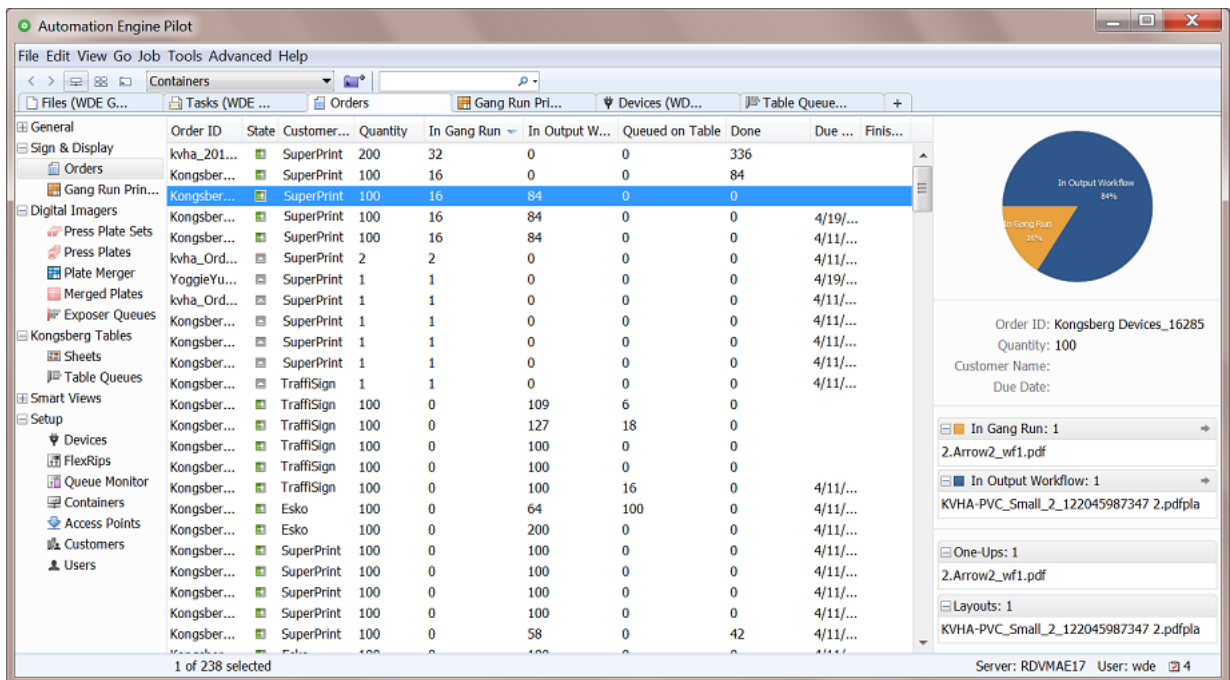 Automation Engine Pilot
File Edit View Go Job Tools Advanced Help
Containers
Files (WDE G... Tasks (WDE ... Orders Gang Run Pri... Devices (WD... Table Queue... +
General
Sign & Display
Orders
Gang Run Prin...
Digital Imagers
Press Plate Sets
Press Plates
Plate Merger
Merged Plates
Exposer Queues
Kongsberg Tables
Sheets
Table Queues
Smart Views
Setup
Devices
FlexRips
Queue Monitor
Containers
Access Points
Customers
Users
Order ID State Customer... Quantity In Gang Run In Output W... Queued on Table Done Due ... Finis...
kvha_201... SuperPrint 200 32 0 0 336
Kongsber... SuperPrint 100 16 0 0 84
Kongsber... SuperPrint 100 16 84 0 0
Kongsber... SuperPrint 100 16 84 0 0 4/19/...
Kongsber... SuperPrint 100 16 84 0 0 4/11/...
kvha_Ord... SuperPrint 2 2 0 0 0 4/11/...
YoggieYu... SuperPrint 1 1 0 0 0 4/19/...
kvha_Ord... SuperPrint 1 1 0 0 0 4/11/...
Kongsber... SuperPrint 1 1 0 0 0 4/11/...
Kongsber... SuperPrint 1 1 0 0 0 4/11/...
Kongsber... SuperPrint 1 1 0 0 0 4/11/...
Kongsber... TraffiSign 1 1 0 0 0 4/11/...
Kongsber... TraffiSign 100 0 109 6 0
Kongsber... TraffiSign 100 0 127 18 0
Kongsber... TraffiSign 100 0 100 0 0
Kongsber... TraffiSign 100 0 100 0 0
Kongsber... TraffiSign 100 0 100 16 0 4/11/...
Kongsber... Esko 100 0 64 100 0 4/11/...
Kongsber... Esko 100 0 200 0 0 4/11/...
Kongsber... SuperPrint 100 0 100 0 0 4/11/...
Kongsber... SuperPrint 100 0 100 0 0 4/11/...
Kongsber... SuperPrint 100 0 100 0 0 4/11/...
Kongsber... SuperPrint 100 0 100 0 0 4/11/...
Kongsber... SuperPrint 100 0 58 0 42 4/11/...
In Output Workflow
84%
In Gang Run
16%
Order ID: Kongsberg Devices_16285
Quantity: 100
Customer Name:
Due Date:
In Gang Run: 1
2.Arrow2_wf1.pdf
In Output Workflow: 1
KVHA-PVC_Small_2_122045987347 2.pdfpla
One-Ups: 1
2.Arrow2_wf1.pdf
Layouts: 1
KVHA-PVC_Small_2_122045987347 2.pdfpla
1 of 238 selected
Server: RDVMAE17 User: wde 4